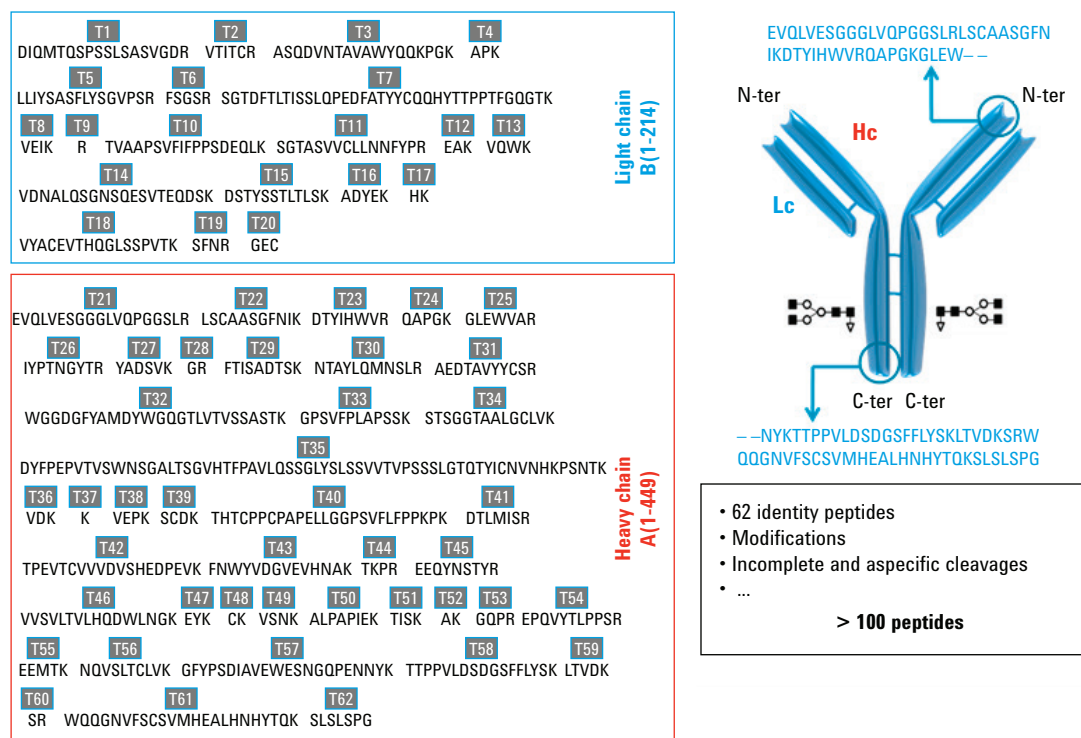 T1 T2 T3 T4
DIQMTQSPSSLSASVGDR VTITCR ASQDVNTAVAWYQQKPGK APK
T5 T6 T7
LLIYSASFLYSGVPSR FSGSR SGTDFTLTISSLQPEDFATYYCQQHYTTPPTFGQGTK
T8 T9 T10 T11 T12 T13
VEIK R TVAAPSVFIFPPSDEQLK SGTASVVCLLNNFYPR EAK VQWK
T14 T15 T16 T17
VDNALQSGNSQESVTEQDSK DSTYSSTLTLSK ADYEK HK
T18 T19 T20
VYACEVTHQGLSSPVTK SFNR GEC
Light chain
B(1-214)
T21 T22 T23 T24 T25
EVQLVESGGGLVQPGGSLR LSCAASGFNIK DTYIHWVR QAPGK GLEWVAR
T26 T27 T28 T29 T30 T31
IYPTNGYTR YADSVK GR FTISADTSK NTAYLQMNSLR AEDTAVYYCSR
T32 T33 T34
WGGDGFYAMDYWGQGTLVTVSSASTK GPSVFPLAPSSK STSGGTAALGCLVK
T35
DYFPEPVTVSWNSGALTSGVHTFPAVLQSSGLYSLSSVVTVPSSSLGTQTYICNVNHKPSNTK
T36 T37 T38 T39 T40 T41
VDK K VEPK SCDK THTCPPCPAPELLGGPSVFLFPPKPK DTLMISR
T42 T43 T44 T45
TPEVTCVVVDVSHEDPEVK FNWYVDGVEVHNAK TKPR EEQYNSTYR
T46 T47 T48 T49 T50 T51 T52 T53 T54
VVSVLTVLHQDWLNGK EYK CK VSNK ALPAPIEK TISK AK GQPR EPQVYTLPPSR
T55 T56 T57 T58 T59
EEMTK NQVSLTCLVK GFYPSDIAVEWESNGQPENNYK TTPPVLDSDGSFFLYSK LTVDK
T60 T61 T62
SR WQQGNVFSCSVMHEALHNHYTQK SLSLSPG
Heavy chain
A(1-449)
EVQLVESGGGLVQPGGSLRLSCAASGFN
IKDTYIHWVRQAPGKGLEW– –
N-ter N-ter
Hc
Lc
C-ter C-ter
– –NYKTTPPVLDSDGSFFLYSKLTVDKSRW
QQGNVFSCSVMHEALHNHYTQKSLSLSPG
• 62 identity peptides
• Modifications
• Incomplete and aspecific cleavages
• ...
> 100 peptides